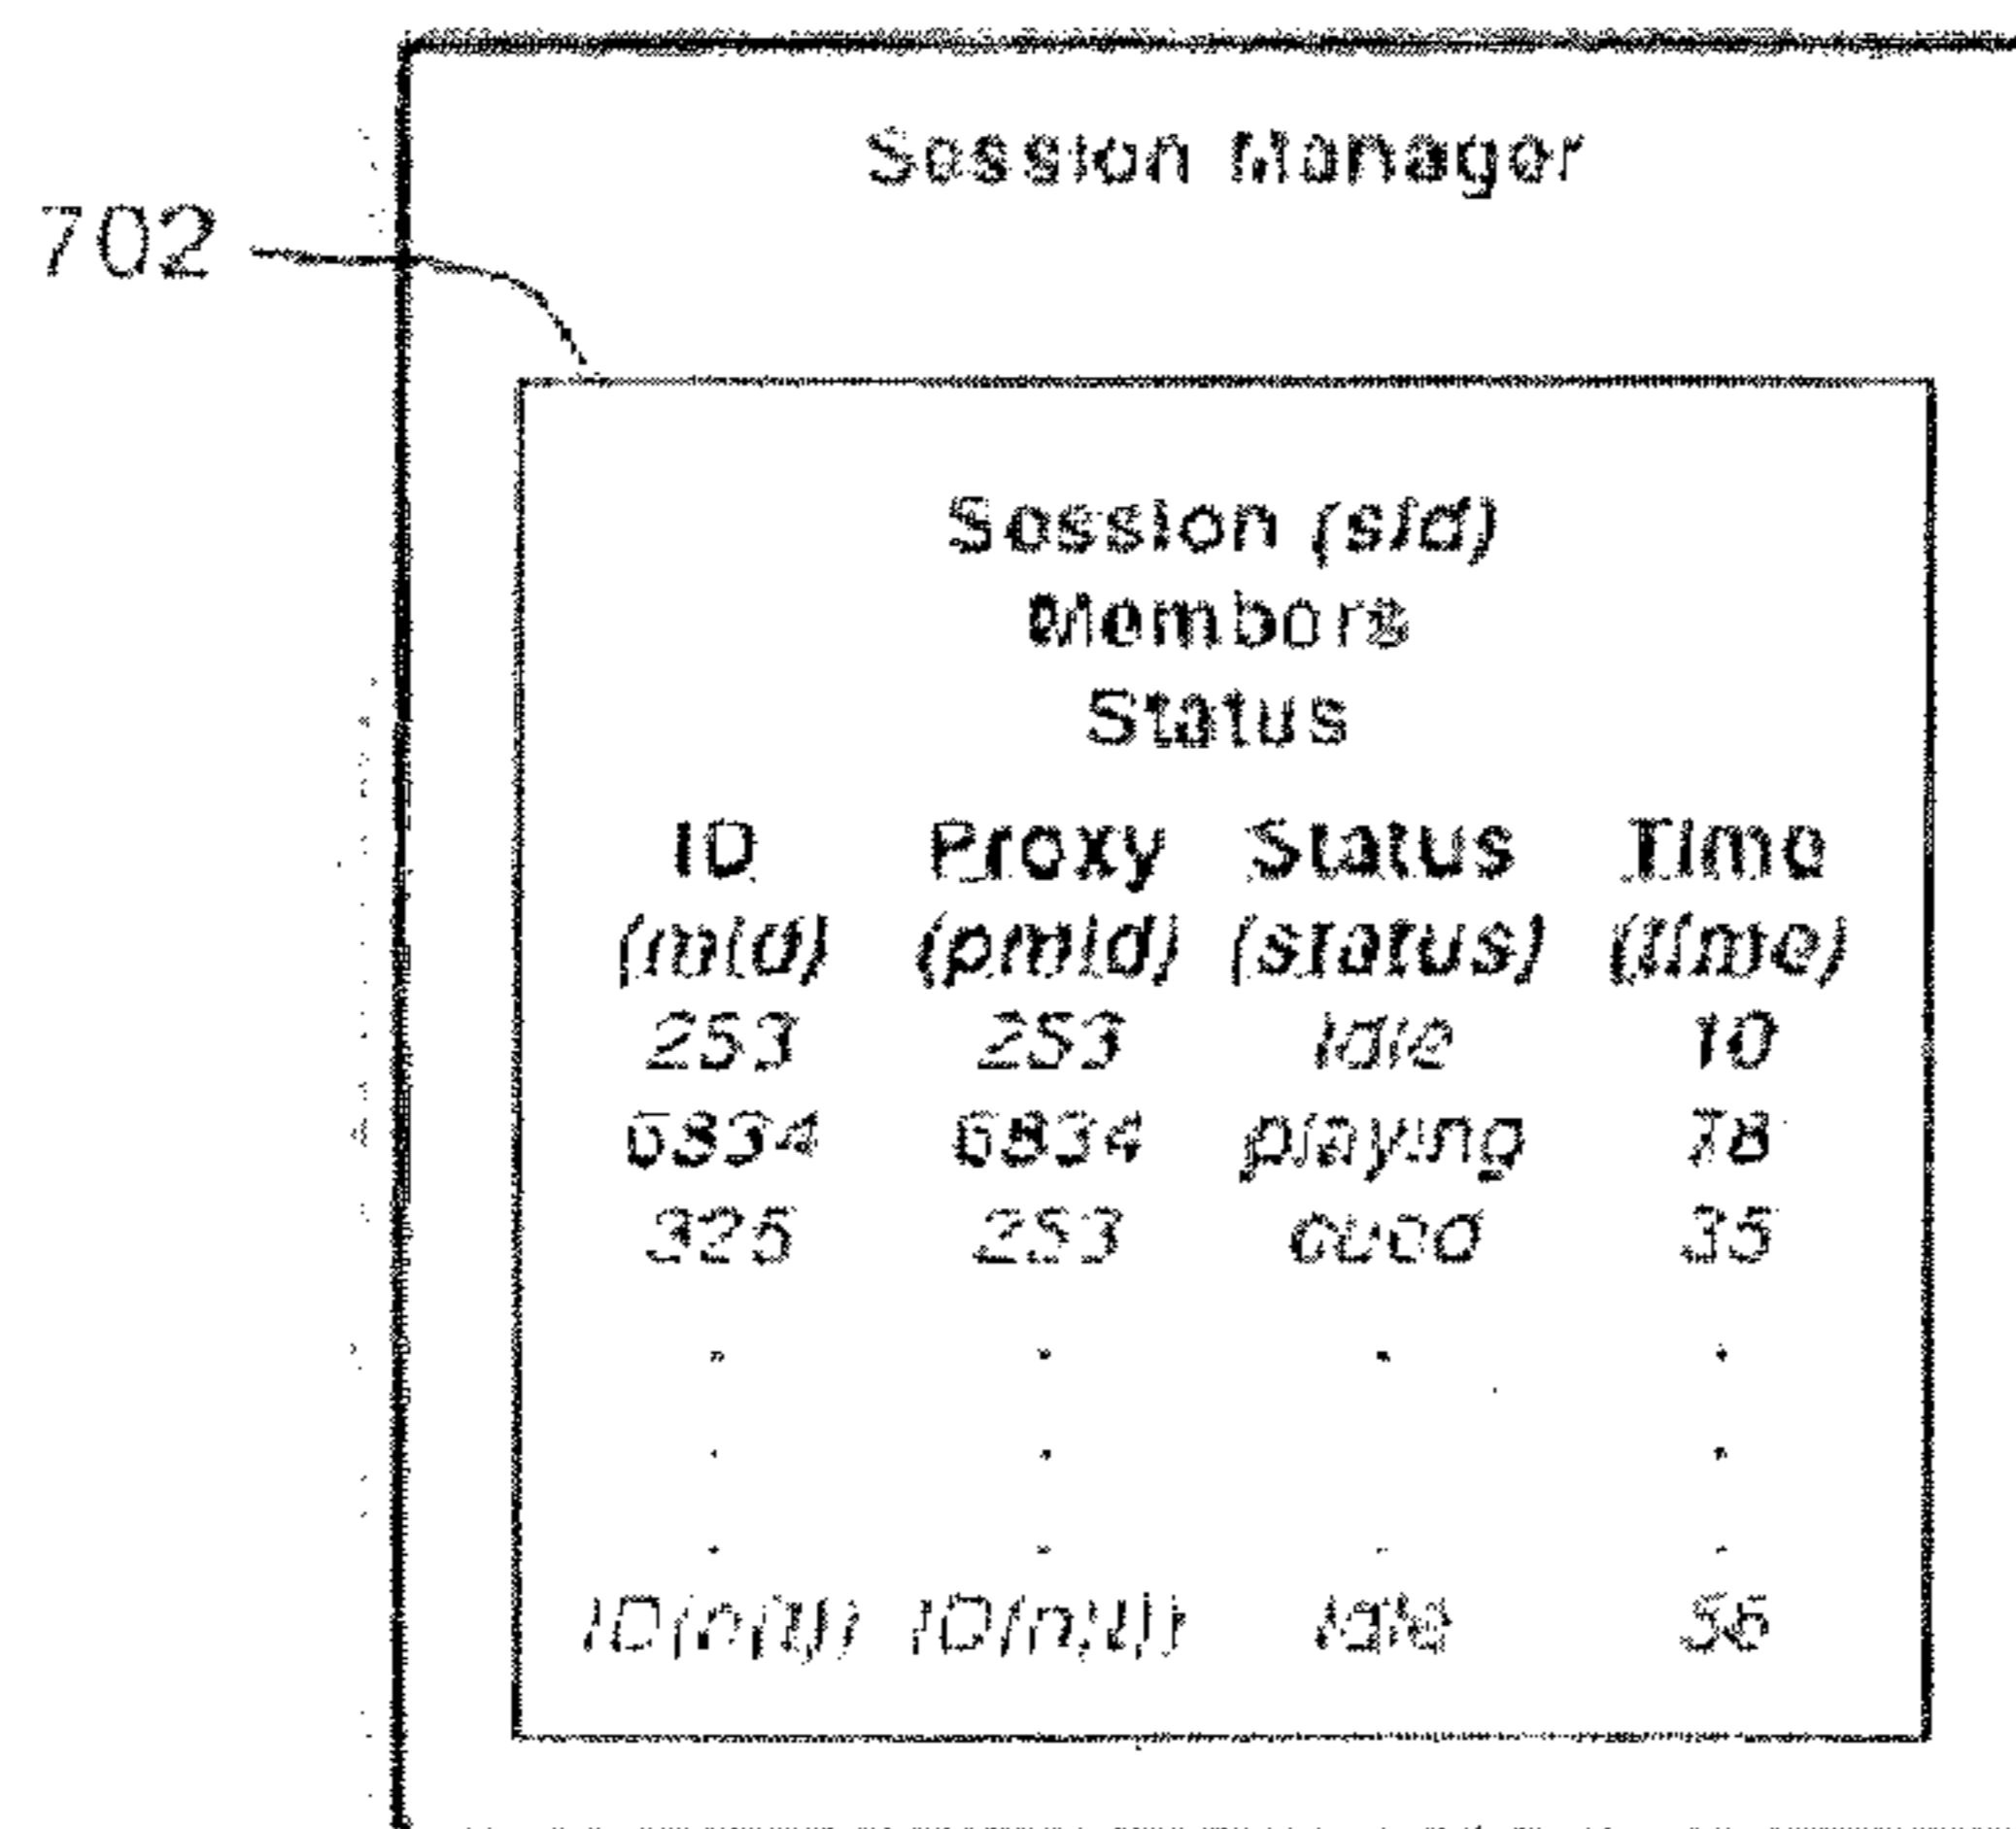 Session Manager
702
Session (sid)
Members
Status
ID Proxy Status Time
(mid) (pmid) (status) (time)
253 253 idle 10
6834 6834 playing 78
325 253 cued 35
. . . .
. . .
. . . .
idle 56